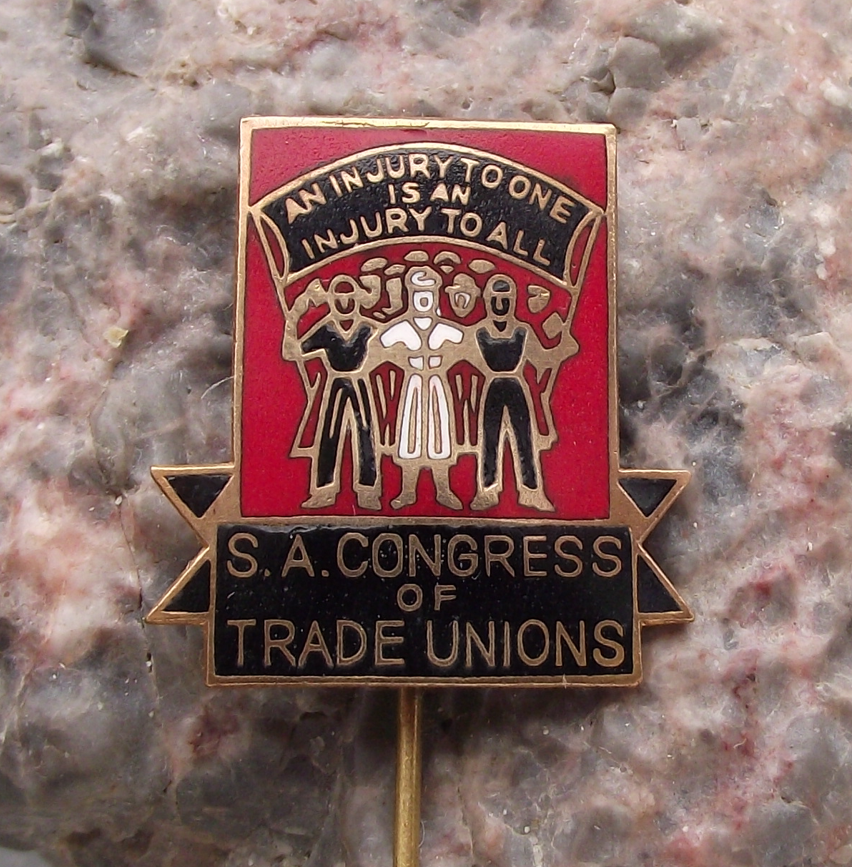 AN INJURY TO ONE
IS AN
INJURY TO ALL
S.A.CONGRESS
OF
TRADE UNIONS